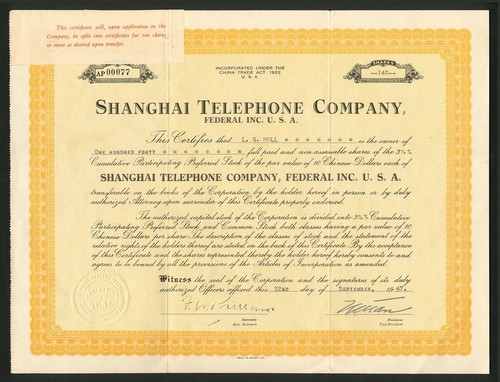 This certificate will, upon application to the
Company, be split into certificates for ten shares
or more as desired upon transfer.
AP 00077
INCORPORATED UNDER THE
CHINA TRADE ACT 1922
U. S. A.
SHARES
—140—
SHANGHAI TELEPHONE COMPANY,
FEDERAL INC. U. S. A.
This Certifies that L. G. HULL * * * * * * * * is the owner of
ONE HUNDRED FORTY * * * * * * * * * full paid and non-assessable shares of the 3¾%
Cumulative Participating Preferred Stock of the par value of 10 Chinese Dollars each of
SHANGHAI TELEPHONE COMPANY, FEDERAL INC. U. S. A.
transferable on the books of the Corporation by the holder hereof in person or by duly
authorized Attorney upon surrender of this Certificate properly endorsed.
The authorized capital stock of the Corporation is divided into 3¾% Cumulative
Participating Preferred Stock and Common Stock both classes having a par value of 10
Chinese Dollars per share. The description of the classes of stock and the statement of the
relative rights of the holders thereof are stated on the back of this Certificate. By the acceptance
of this Certificate and the shares represented thereby the holder hereof hereby consents to and
agrees to be bound by all the provisions of the Articles of Incorporation as amended.
Witness the seal of the Corporation and the signatures of its duly
authorized Officers affixed this 22ND day of SEPTEMBER, 1947.
Secretary
Ass. Secretary
President
Vice-President